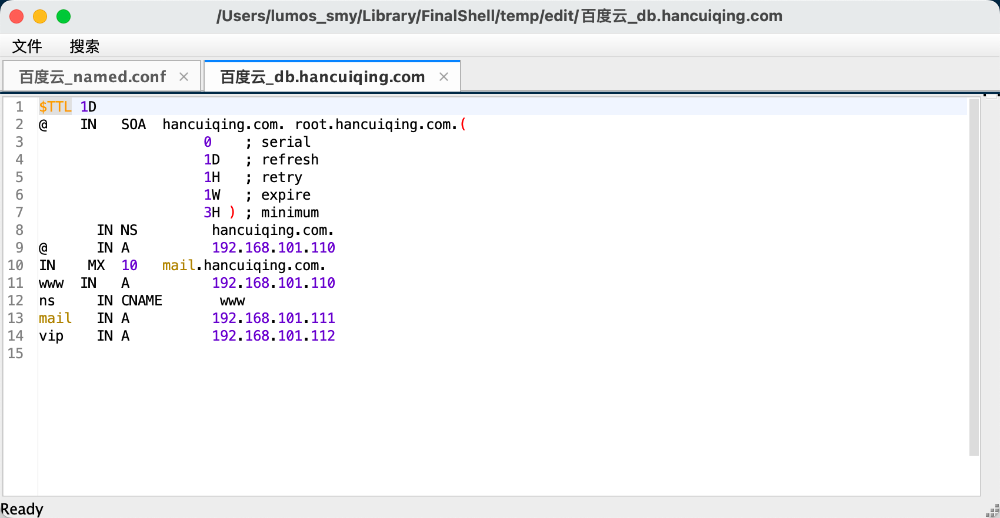 /Users/lumos_smy/Library/FinalShell/temp/edit/百度云_db.hancuiqing.com
文件 搜索
百度云_named.conf × 百度云_db.hancuiqing.com ×
1 $TTL 1D
2 @ IN SOA hancuiqing.com. root.hancuiqing.com.(
3 0 ; serial
4 1D ; refresh
5 1H ; retry
6 1W ; expire
7 3H ) ; minimum
8 IN NS hancuiqing.com.
9 @ IN A 192.168.101.110
10 IN MX 10 mail.hancuiqing.com.
11 www IN A 192.168.101.110
12 ns IN CNAME www
13 mail IN A 192.168.101.111
14 vip IN A 192.168.101.112
15
Ready